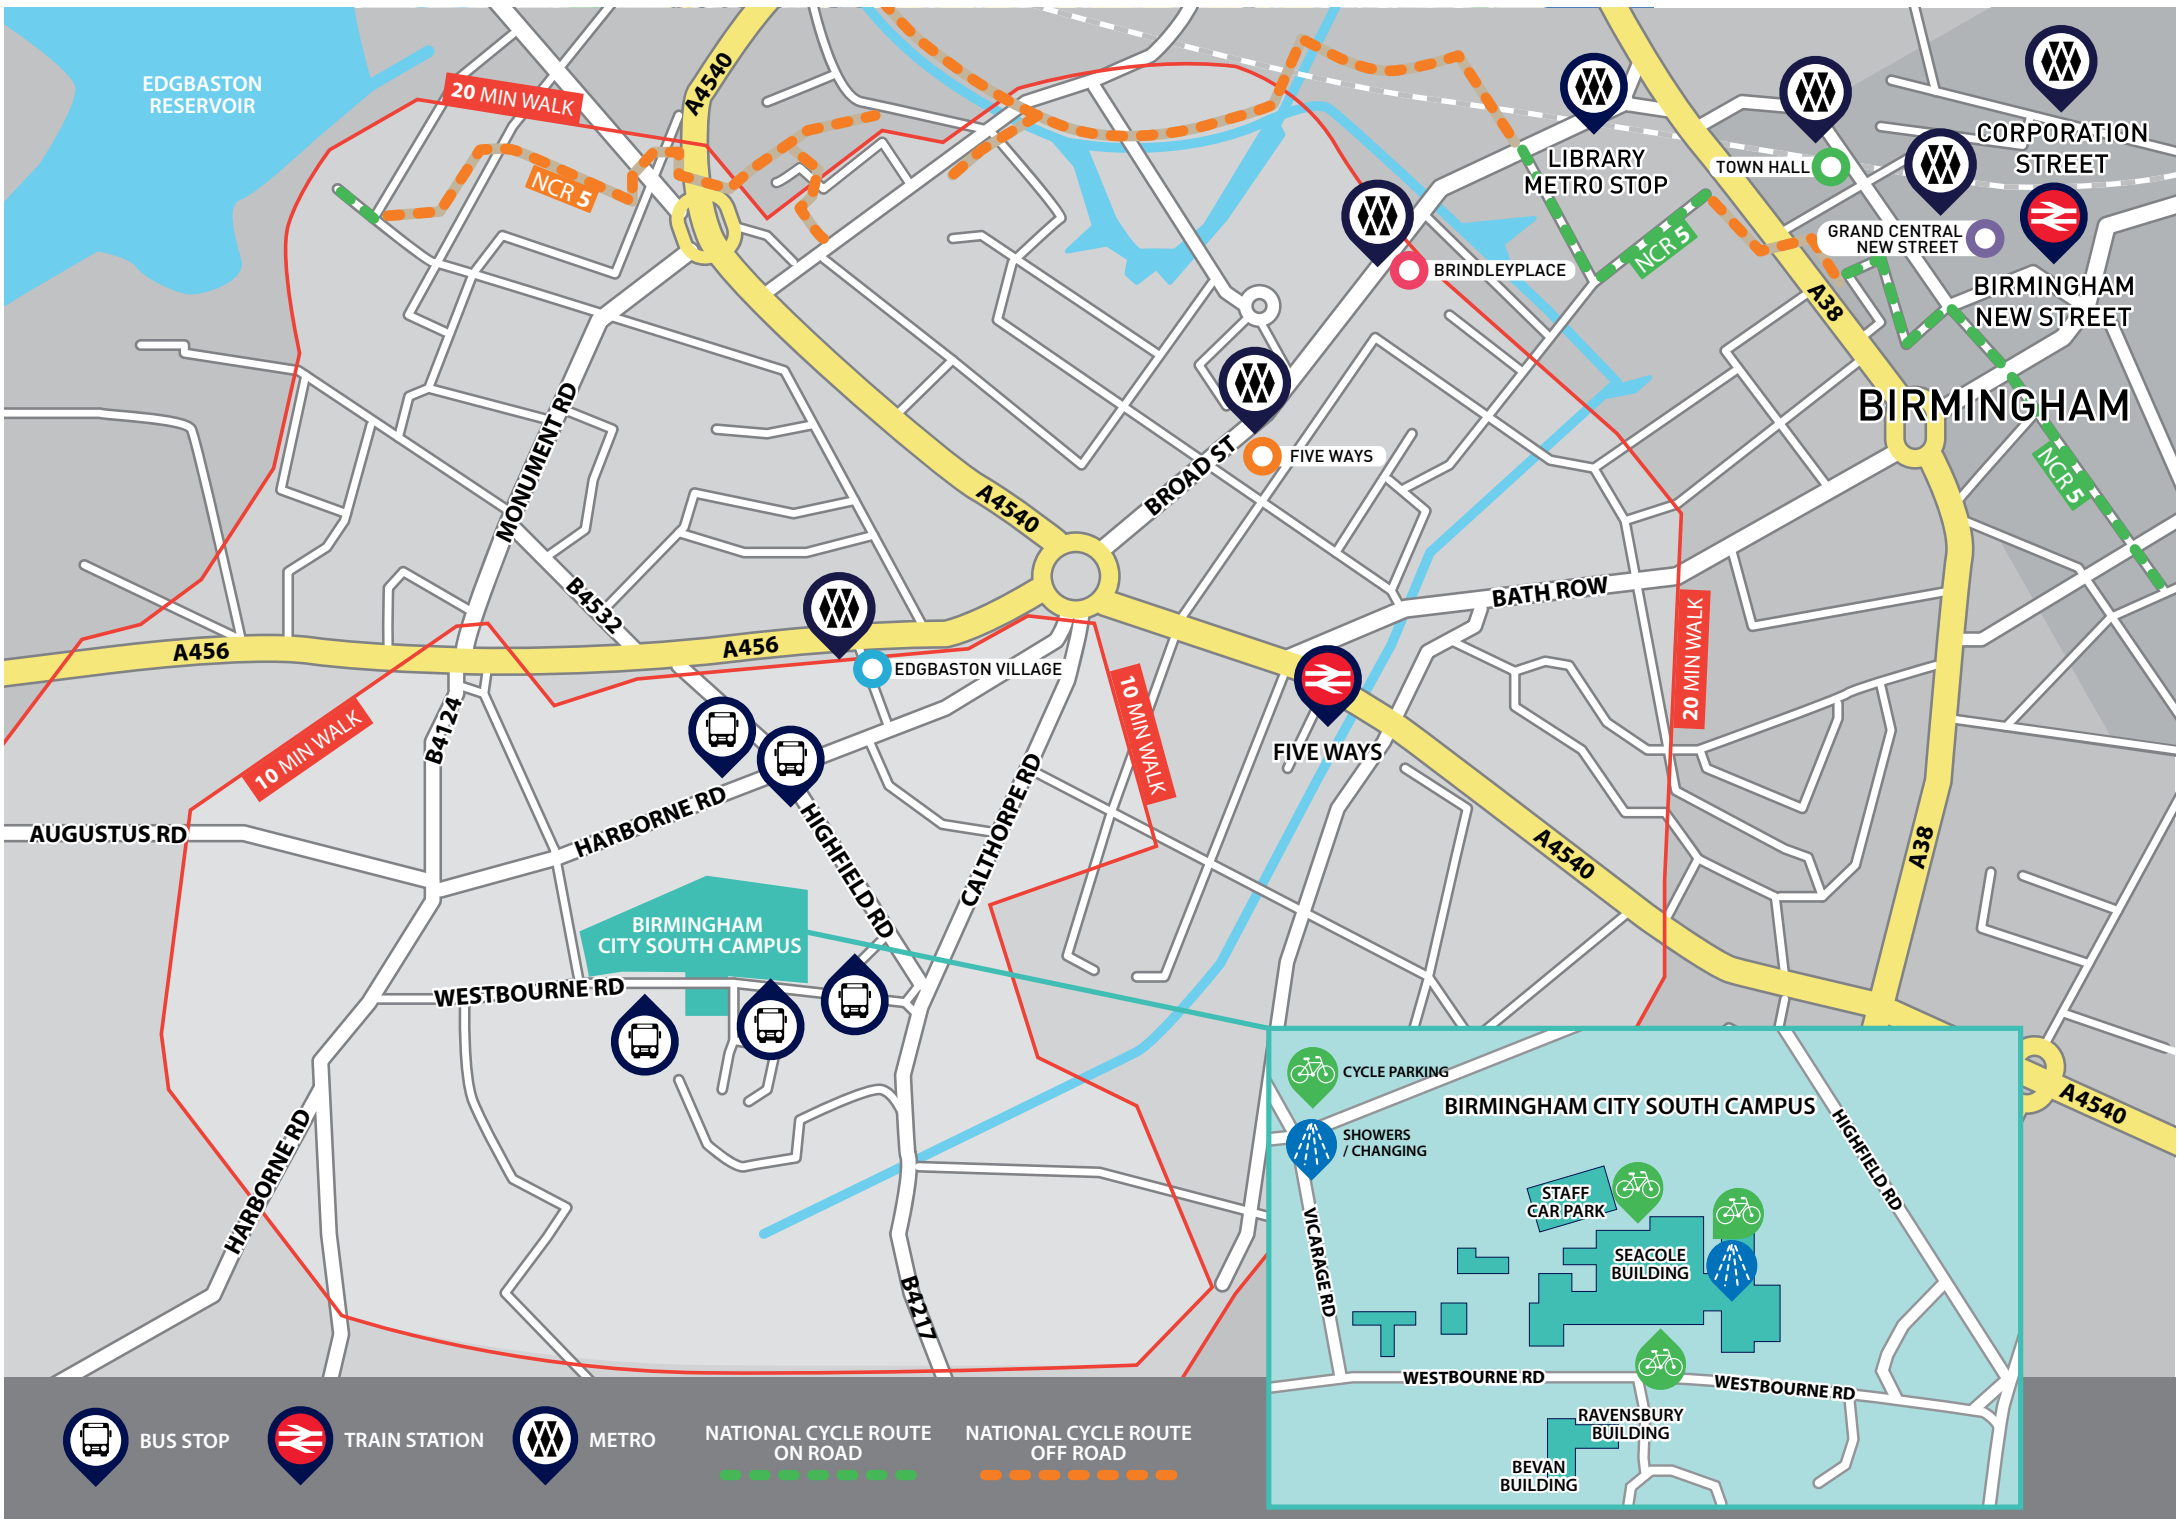 EDGBASTON
RESERVOIR
20 MIN WALK
A4540
NCR 5
LIBRARY
METRO STOP
TOWN HALL
CORPORATION
STREET
GRAND CENTRAL
NEW STREET
NCR 5
BRINDLEYPLACE
BIRMINGHAM
NEW STREET
A38
BIRMINGHAM
MONUMENT RD
BROAD ST
FIVE WAYS
A4540
NCR 5
B4532
BATH ROW
A456
A456
EDGBASTON VILLAGE
20 MIN WALK
10 MIN WALK
10 MIN WALK
B4124
FIVE WAYS
AUGUSTUS RD
HARBORNE RD
HIGHFIELD RD
CALTHORPE RD
A4540
A38
BIRMINGHAM
CITY SOUTH CAMPUS
WESTBOURNE RD
HARBORNE RD
B4217
A4540
CYCLE PARKING
BIRMINGHAM CITY SOUTH CAMPUS
SHOWERS
/ CHANGING
HIGHFIELD RD
STAFF
CAR PARK
VICARAGE RD
SEACOLE
BUILDING
WESTBOURNE RD
WESTBOURNE RD
RAVENSBURY
BUILDING
BEVAN
BUILDING
BUS STOP
TRAIN STATION
METRO
NATIONAL CYCLE ROUTE
ON ROAD
NATIONAL CYCLE ROUTE
OFF ROAD